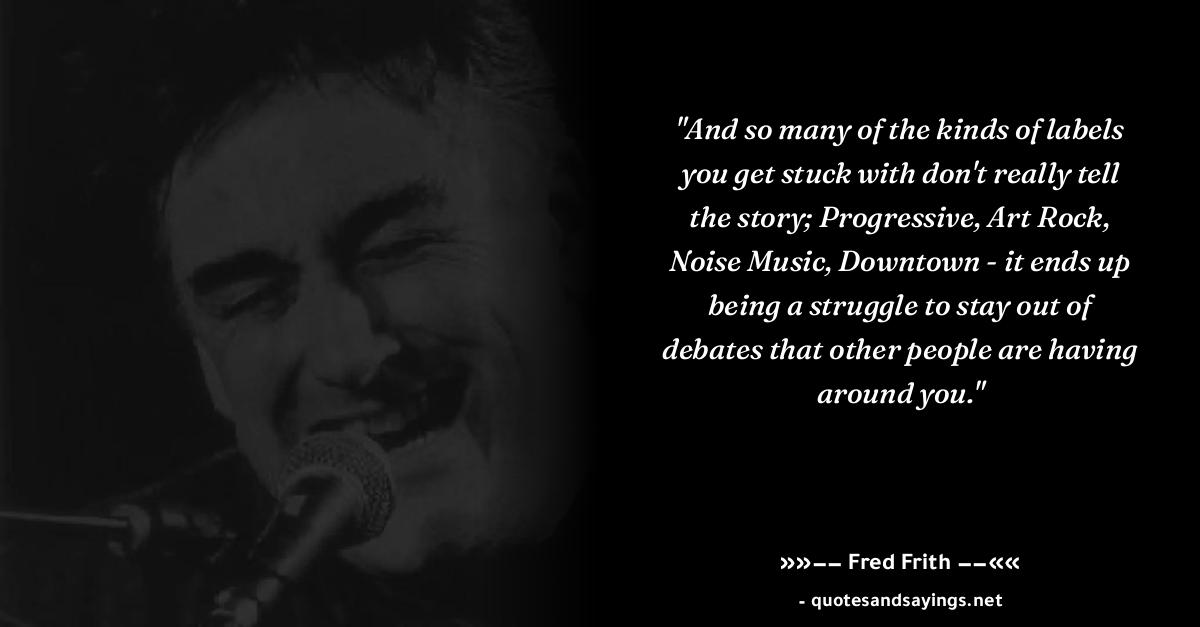 "And so many of the kinds of labels
you get stuck with don't really tell
the story; Progressive, Art Rock,
Noise Music, Downtown - it ends up
being a struggle to stay out of
debates that other people are having
around you."
»»−− Fred Frith −−««
- quotesandsayings.net